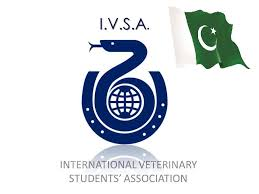 I.V.S.A.
INTERNATIONAL VETERINARY
STUDENTS' ASSOCIATION